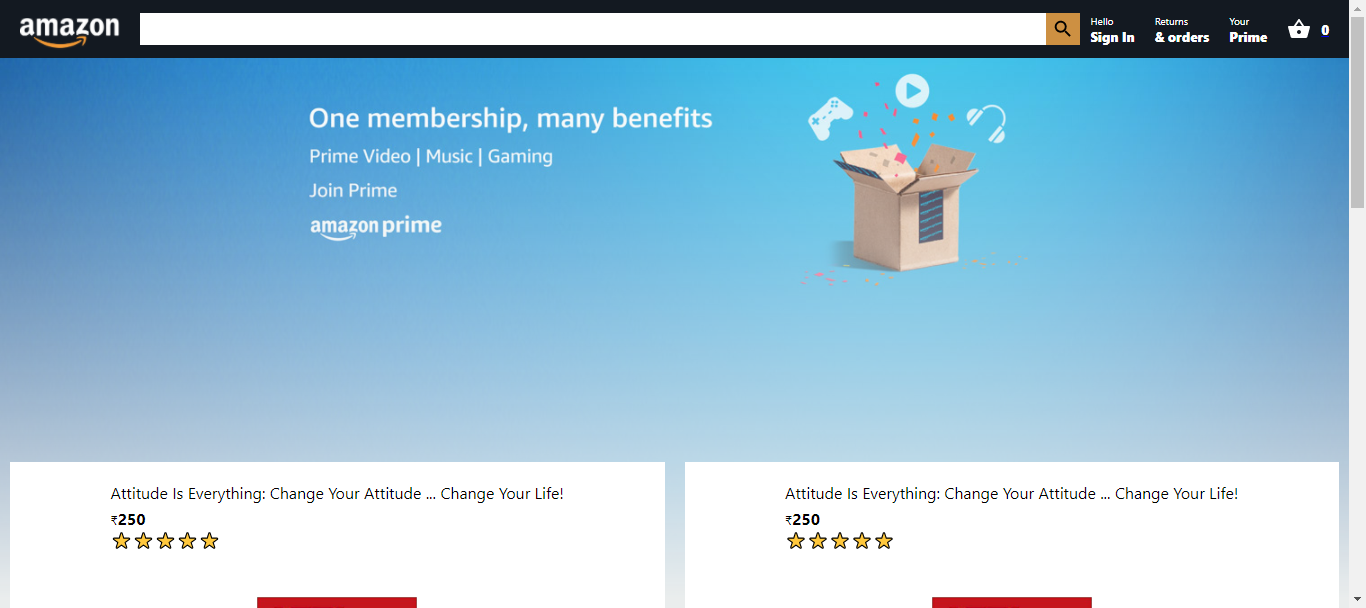 amazon
Hello
Sign In
Returns
& orders
Your
Prime
0
One membership, many benefits
Prime Video | Music | Gaming
Join Prime
amazon prime
Attitude Is Everything: Change Your Attitude ... Change Your Life!
₹250
Attitude Is Everything: Change Your Attitude ... Change Your Life!
₹250